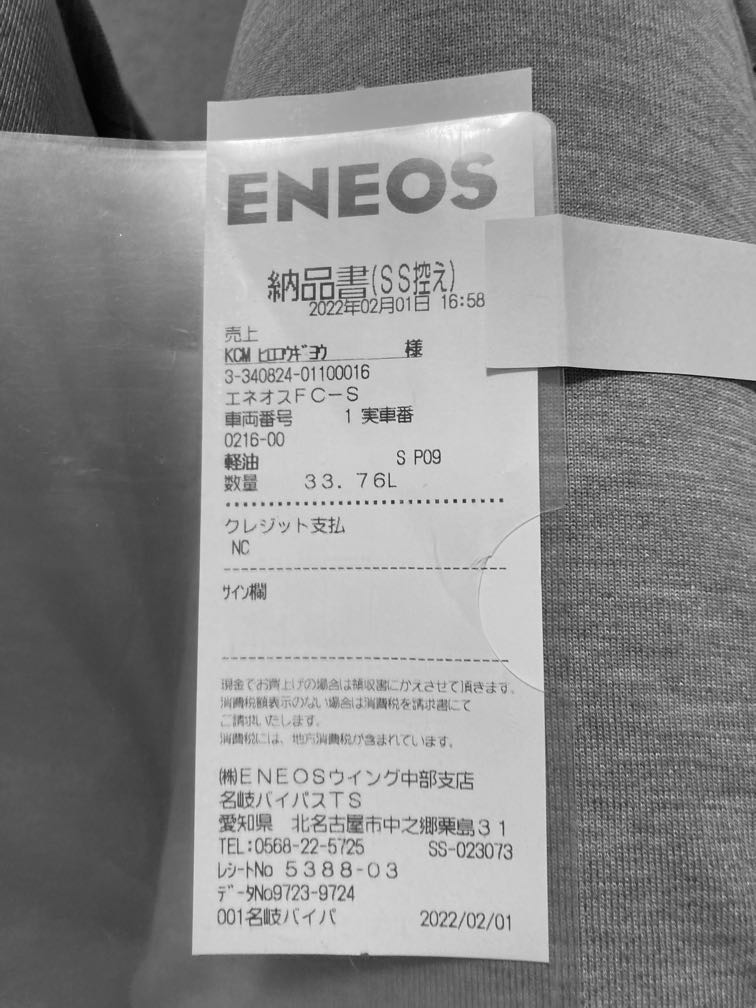 ENEOS
納品書(SS控え)
2022年02月01日 16:58
売上
KCM ﾋﾛｺｳｷﾞﾖｳ 様
3-340824-01100016
エネオスFC-S
車両番号 1 実車番
0216-00
軽油 S P09
数量 33.76L
クレジット支払
NC
サイン欄
現金でお買上げの場合は領収書にかえさせて頂きます。
消費税額表示のない場合は消費税を請求書にて
ご請求いたします。
消費税には、地方消費税が含まれています。
㈱ENEOSウイング中部支店
名岐バイパスTS
愛知県 北名古屋市中之郷栗島31
TEL:0568-22-5725 SS-023073
ﾚｼｰﾄNo 5388-03
ﾃﾞｰﾀNo9723-9724
001名岐バイパ 2022/02/01